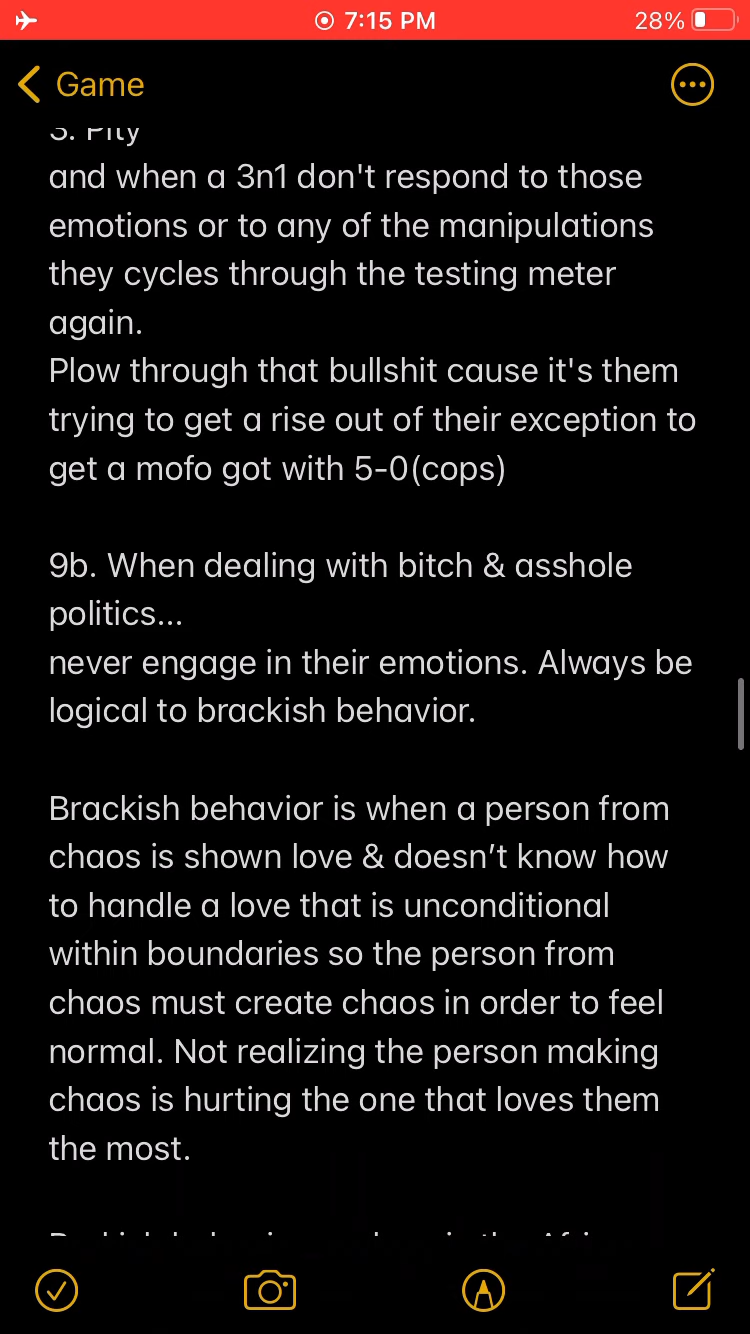 7:15 PM
28%
Game
3. Pity
and when a 3n1 don't respond to those
emotions or to any of the manipulations
they cycles through the testing meter
again.
Plow through that bullshit cause it's them
trying to get a rise out of their exception to
get a mofo got with 5-0(cops)
9b. When dealing with bitch & asshole
politics...
never engage in their emotions. Always be
logical to brackish behavior.
Brackish behavior is when a person from
chaos is shown love & doesn’t know how
to handle a love that is unconditional
within boundaries so the person from
chaos must create chaos in order to feel
normal. Not realizing the person making
chaos is hurting the one that loves them
the most.